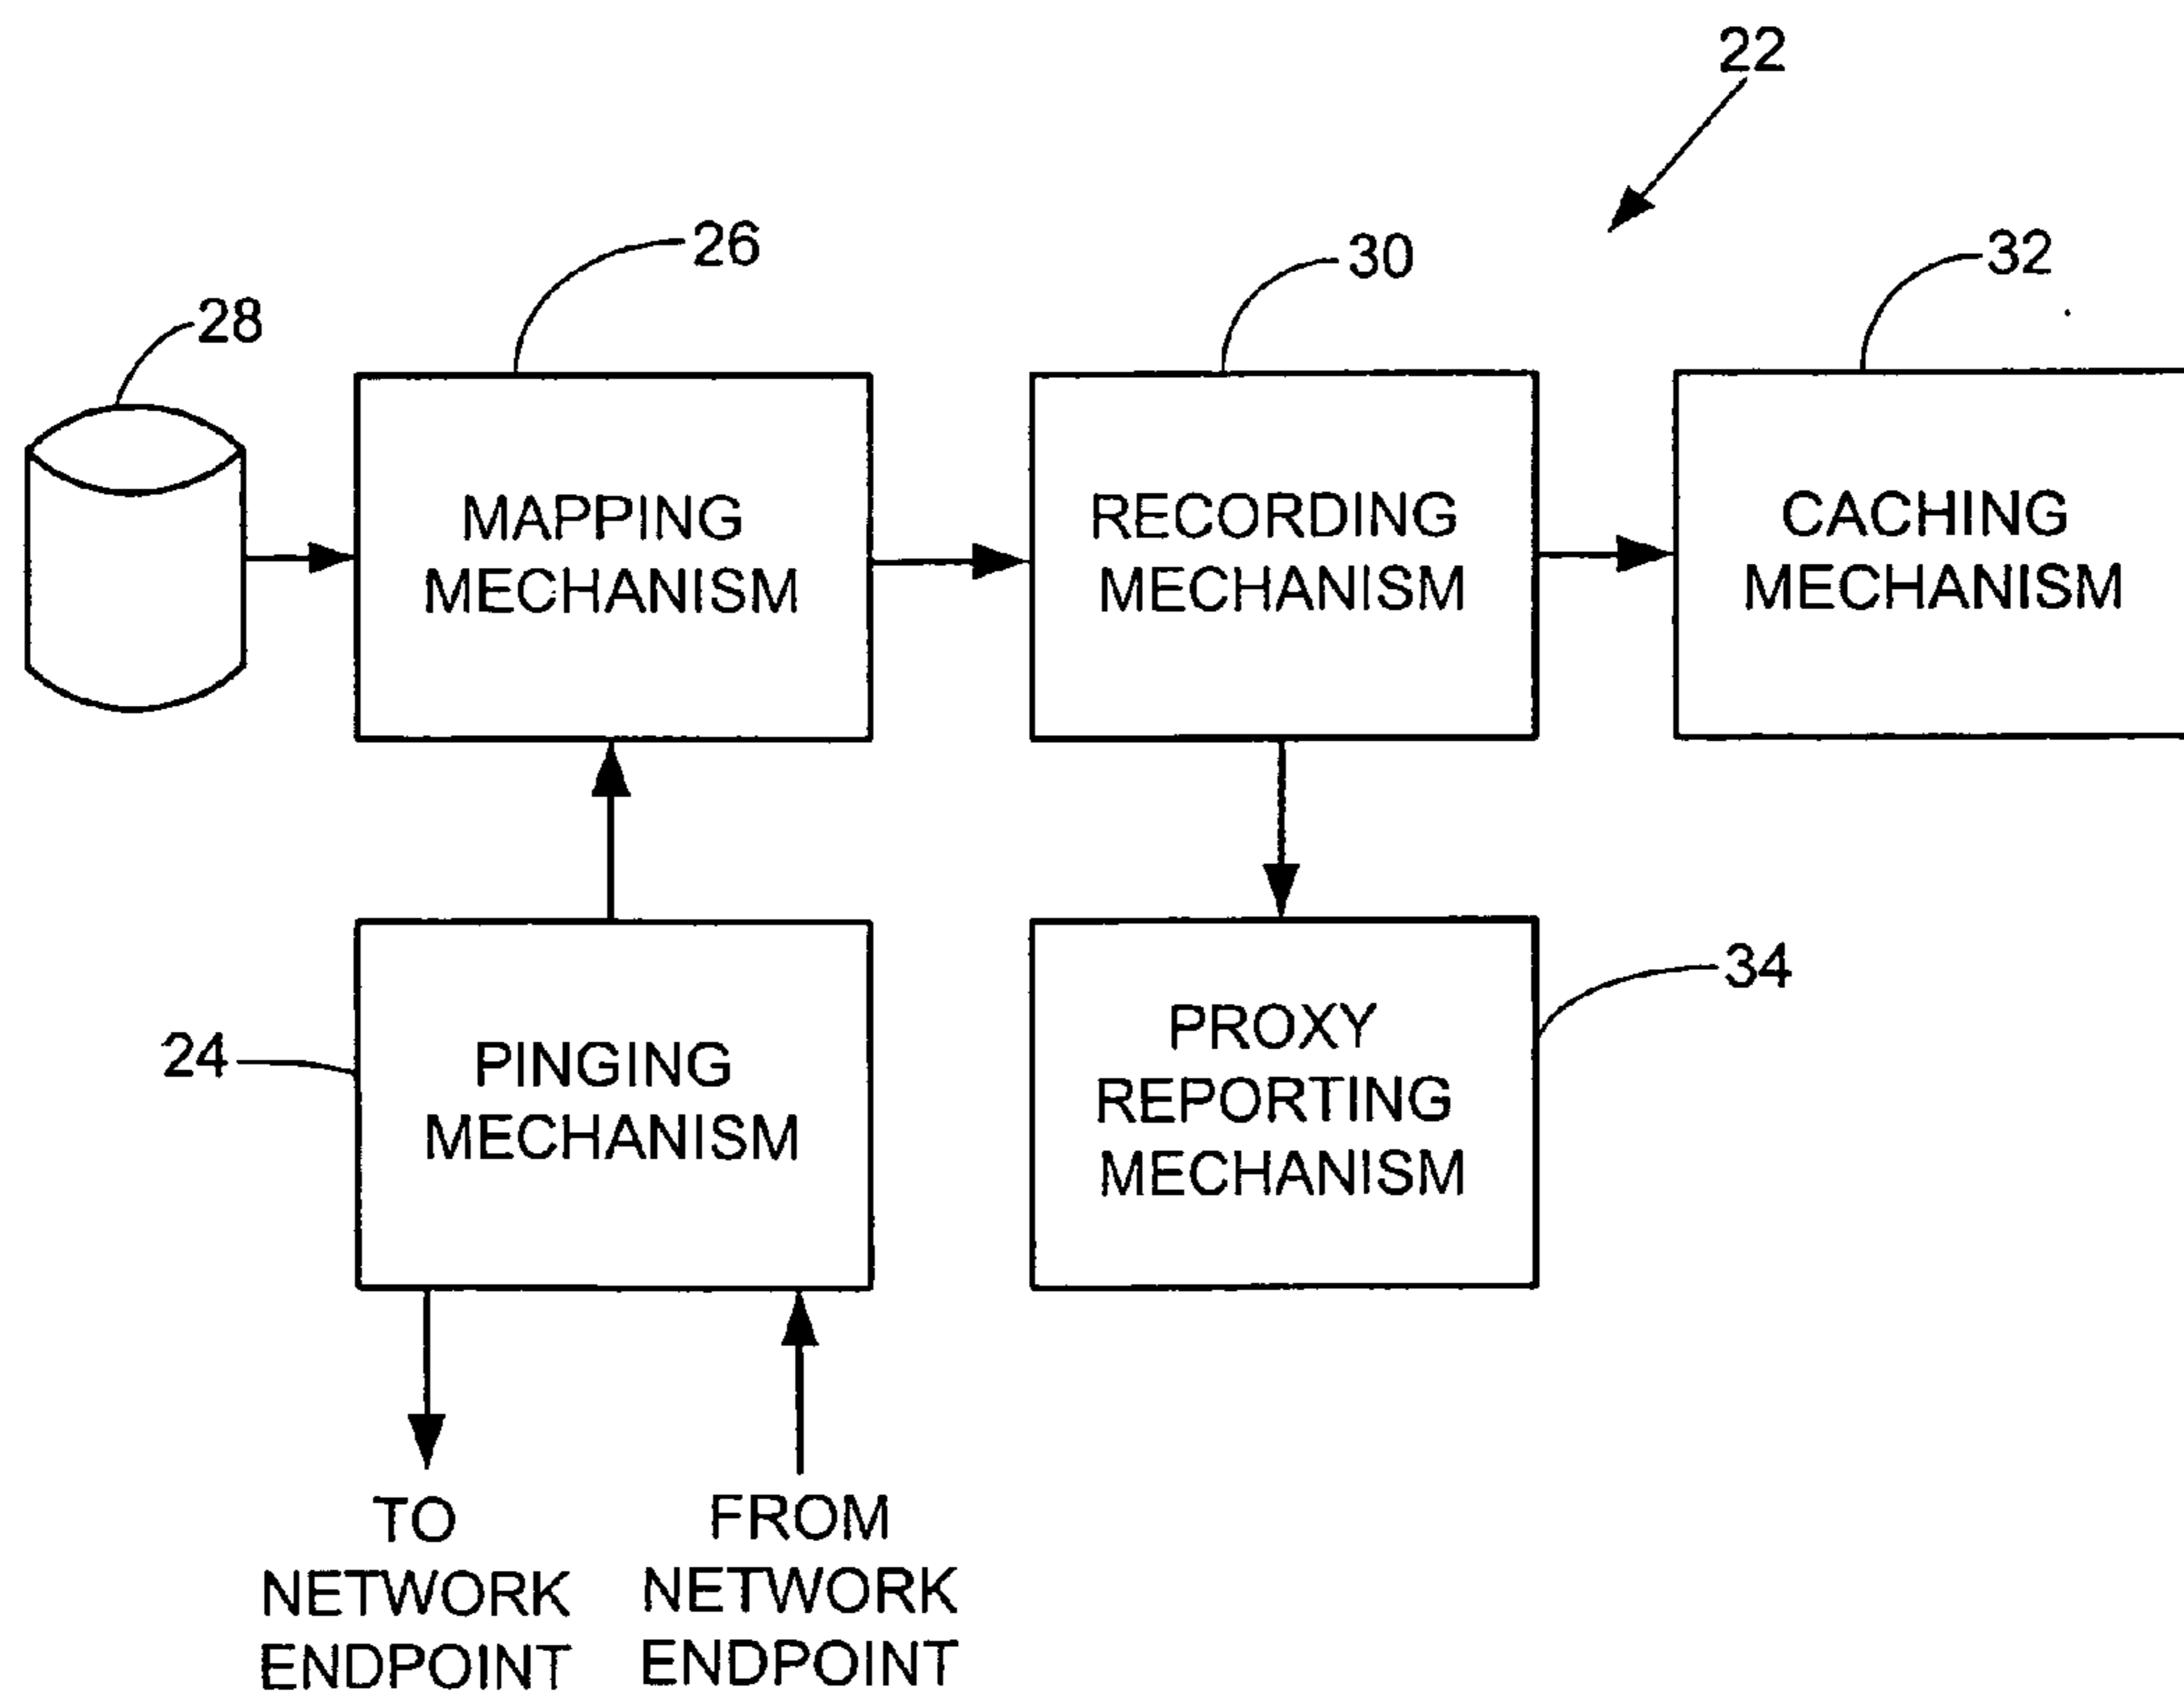 22
26
30
32
28
MAPPING
MECHANISM
RECORDING
MECHANISM
CACHING
MECHANISM
34
24
PINGING
MECHANISM
PROXY
REPORTING
MECHANISM
TO
NETWORK
ENDPOINT
FROM
NETWORK
ENDPOINT